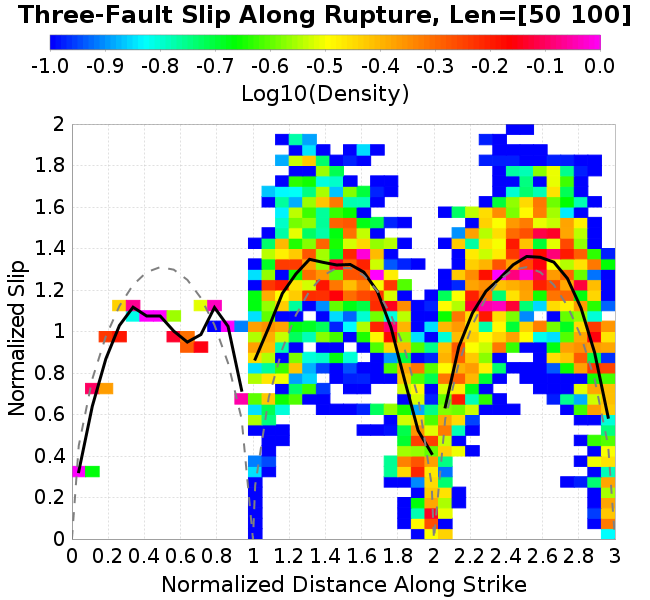 Three-Fault Slip Along Rupture, Len=[50 100]
-1.0 -0.9 -0.8 -0.7 -0.6 -0.5 -0.4 -0.3 -0.2 -0.1 0.0
Log10(Density)
2
1.8
1.6
1.4
1.2
1
0.8
0.6
0.4
0.2
0
Normalized Slip
0 0.2 0.4 0.6 0.8 1 1.2 1.4 1.6 1.8 2 2.2 2.4 2.6 2.8 3
Normalized Distance Along Strike